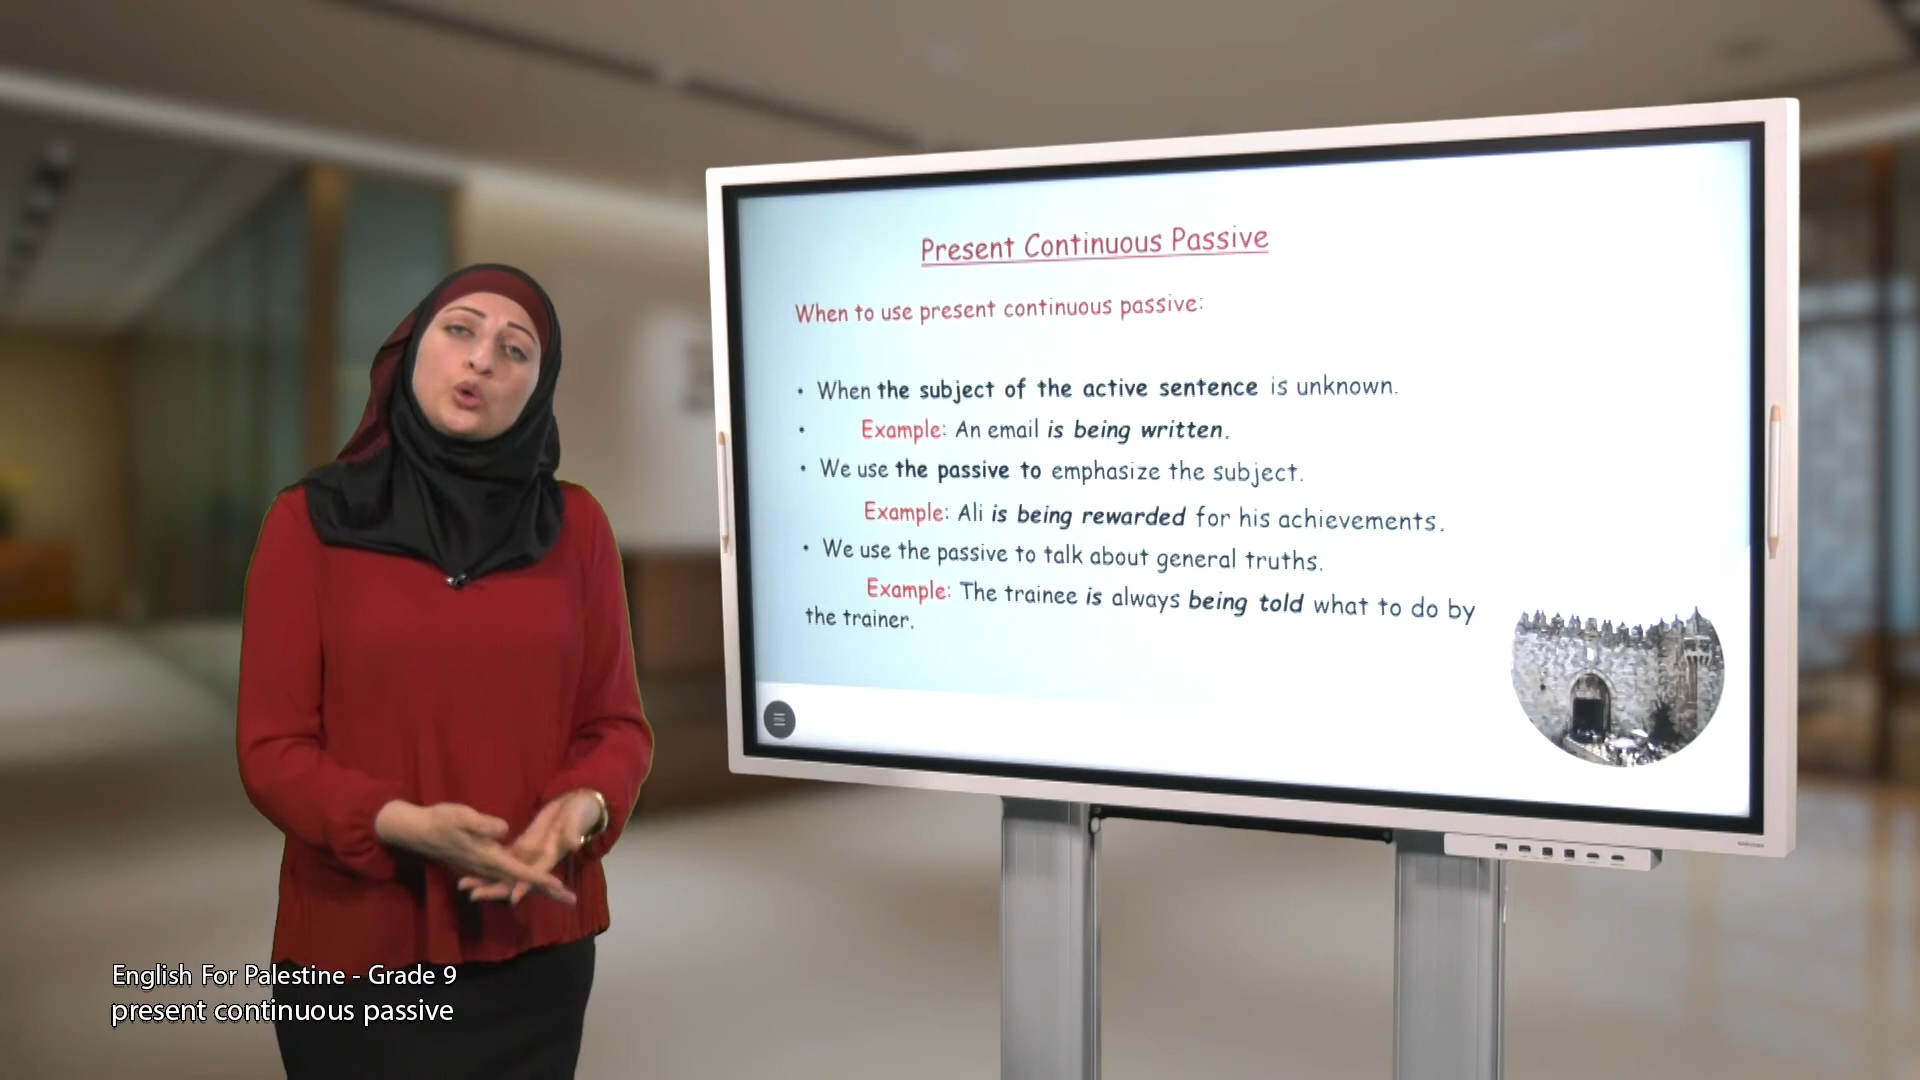 Present Continuous Passive
When to use present continuous passive:
• When the subject of the active sentence is unknown.
• Example: An email is being written.
• We use the passive to emphasize the subject.
Example: Ali is being rewarded for his achievements.
• We use the passive to talk about general truths.
Example: The trainee is always being told what to do by
the trainer.
English For Palestine - Grade 9
present continuous passive